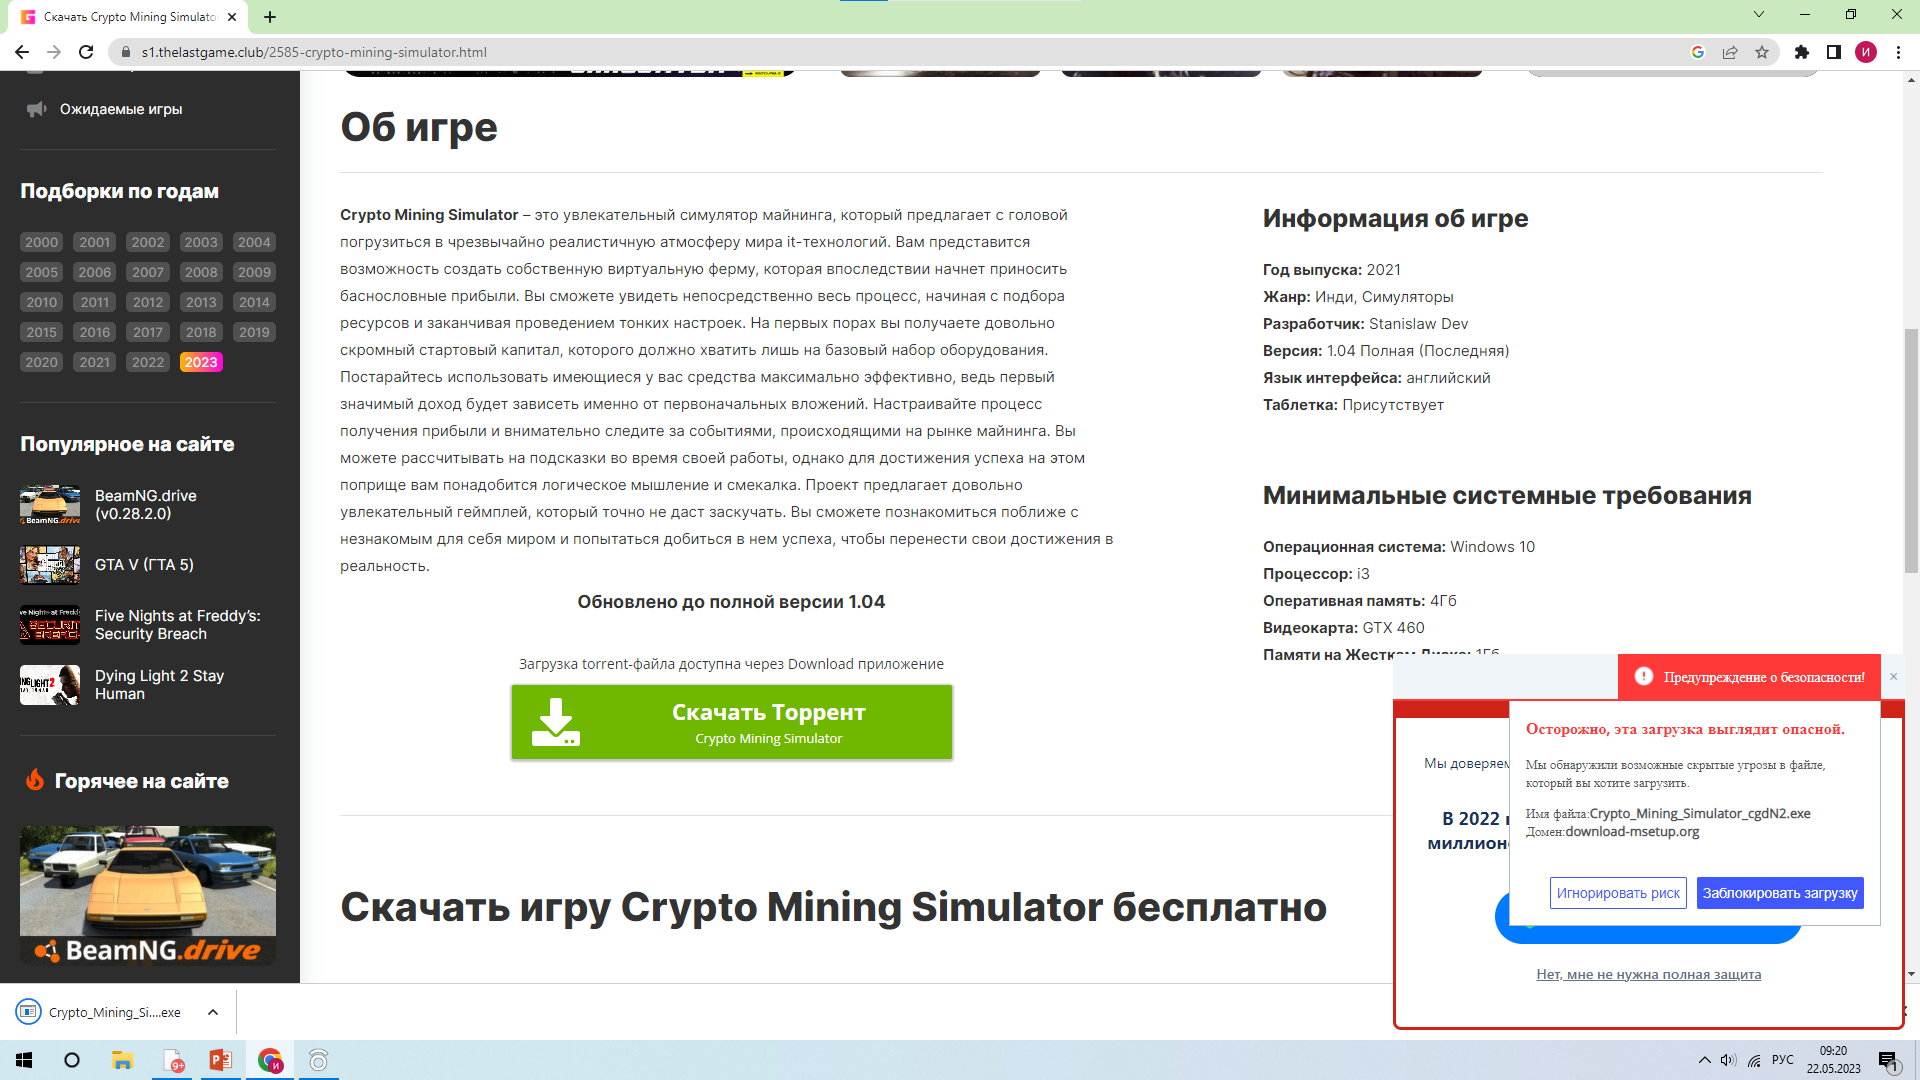 Скачать Crypto Mining Simulato
s1.thelastgame.club/2585-crypto-mining-simulator.html
И
Ожидаемые игры
Подборки по годам
2000 2001 2002 2003 2004
2005 2006 2007 2008 2009
2010 2011 2012 2013 2014
2015 2016 2017 2018 2019
2020 2021 2022 2023
Популярное на сайте
BeamNG.drive
(v0.28.2.0)
GTA V (ГТА 5)
Five Nights at Freddy’s:
Security Breach
Dying Light 2 Stay
Human
Горячее на сайте
BeamNG.drive
Об игре
Crypto Mining Simulator – это увлекательный симулятор майнинга, который предлагает с головой
погрузиться в чрезвычайно реалистичную атмосферу мира it-технологий. Вам представится
возможность создать собственную виртуальную ферму, которая впоследствии начнет приносить
баснословные прибыли. Вы сможете увидеть непосредственно весь процесс, начиная с подбора
ресурсов и заканчивая проведением тонких настроек. На первых порах вы получаете довольно
скромный стартовый капитал, которого должно хватить лишь на базовый набор оборудования.
Постарайтесь использовать имеющиеся у вас средства максимально эффективно, ведь первый
значимый доход будет зависеть именно от первоначальных вложений. Настраивайте процесс
получения прибыли и внимательно следите за событиями, происходящими на рынке майнинга. Вы
можете рассчитывать на подсказки во время своей работы, однако для достижения успеха на этом
поприще вам понадобится логическое мышление и смекалка. Проект предлагает довольно
увлекательный геймплей, который точно не даст заскучать. Вы сможете познакомиться поближе с
незнакомым для себя миром и попытаться добиться в нем успеха, чтобы перенести свои достижения в
реальность.
Обновлено до полной версии 1.04
Загрузка torrent-файла доступна через Download приложение
Скачать Торрент
Crypto Mining Simulator
Скачать игру Crypto Mining Simulator бесплатно
Информация об игре
Год выпуска: 2021
Жанр: Инди, Симуляторы
Разработчик: Stanislaw Dev
Версия: 1.04 Полная (Последняя)
Язык интерфейса: английский
Таблетка: Присутствует
Минимальные системные требования
Операционная система: Windows 10
Процессор: i3
Оперативная память: 4Гб
Видеокарта: GTX 460
Памяти на Жестком Диске: 1Гб
Предупреждение о безопасности!
Осторожно, эта загрузка выглядит опасной.
Мы обнаружили возможные скрытые угрозы в файле,
который вы хотите загрузить.
Имя файла:Crypto_Mining_Simulator_cgdN2.exe
Домен:download-msetup.org
Игнорировать риск Заблокировать загрузку
Мы доверяем
В 2022
миллион
Нет, мне не нужна полная защита
Crypto_Mining_Si....exe
9+
И
РУС
09:20
22.05.2023
1